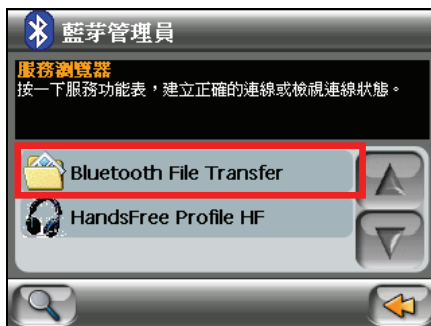 藍芽管理員
服務瀏覽器
按一下服務功能表，建立正確的連線或檢視連線狀態。
Bluetooth File Transfer
HandsFree Profile HF